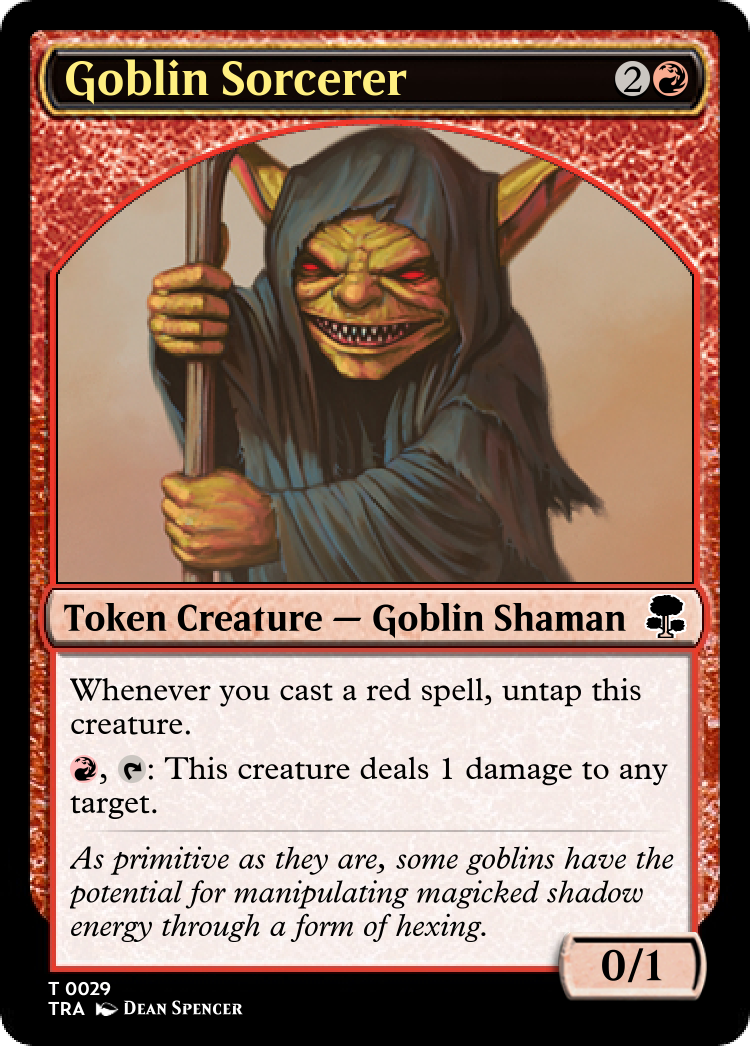 Goblin Sorcerer 2
Token Creature — Goblin Shaman
Whenever you cast a red spell, untap this
creature.
, : This creature deals 1 damage to any
target.
As primitive as they are, some goblins have the
potential for manipulating magicked shadow
energy through a form of hexing.
0/1
T 0029
TRA DEAN SPENCER